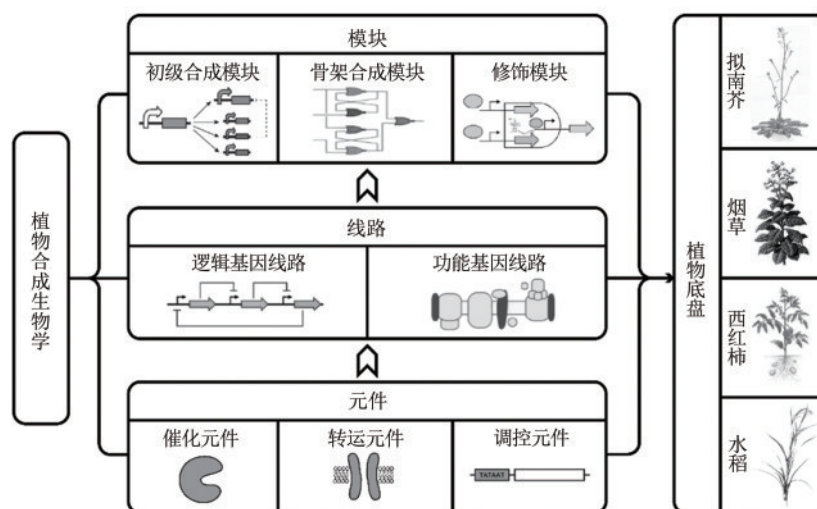 植物合成生物学
模块
初级合成模块
骨架合成模块
修饰模块
线路
逻辑基因线路
功能基因线路
元件
催化元件
转运元件
调控元件
TATAAT
植物底盘
拟南芥
烟草
西红柿
水稻